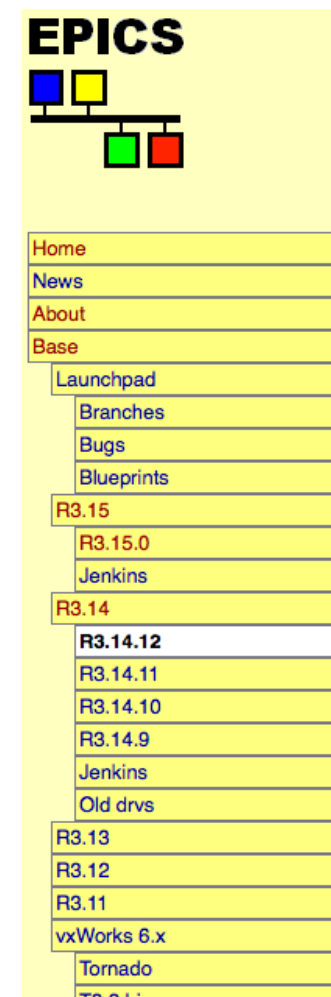 EPICS
Home
News
About
Base
Launchpad
Branches
Bugs
Blueprints
R3.15
R3.15.0
Jenkins
R3.14
R3.14.12
R3.14.11
R3.14.10
R3.14.9
Jenkins
Old drvs
R3.13
R3.12
R3.11
vxWorks 6.x
Tornado